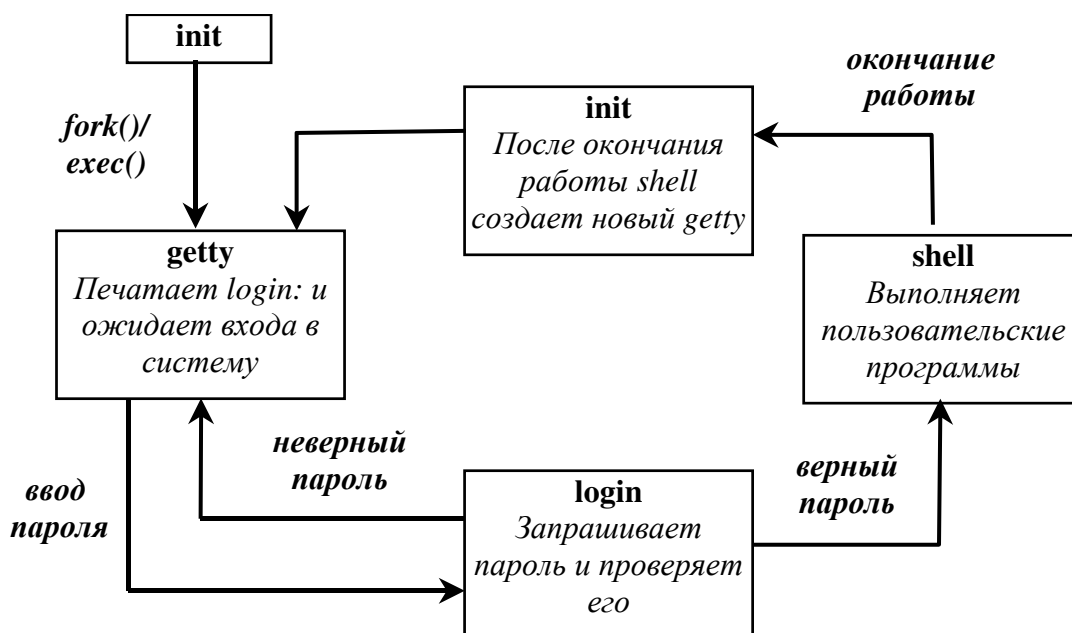 init
fork()/
exec()
init
После окончания
работы shell
создает новый getty
окончание
работы
getty
Печатает login: и
ожидает входа в
систему
shell
Выполняет
пользовательские
программы
ввод
пароля
неверный
пароль
login
Запрашивает
пароль и проверяет
его
верный
пароль